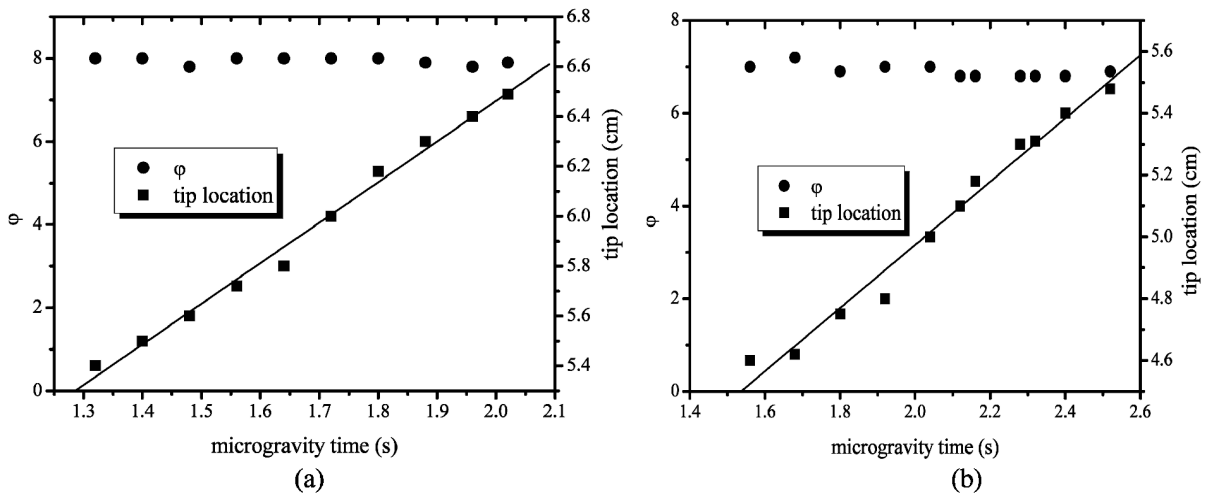 8
6
4
2
0
φ
6.8
6.6
6.4
6.2
6.0
5.8
5.6
5.4
tip location (cm)
φ
tip location
1.3 1.4 1.5 1.6 1.7 1.8 1.9 2.0 2.1
microgravity time (s)
(a)
8
6
4
2
0
φ
5.6
5.4
5.2
5.0
4.8
4.6
tip location (cm)
φ
tip location
1.4 1.6 1.8 2.0 2.2 2.4 2.6
microgravity time (s)
(b)